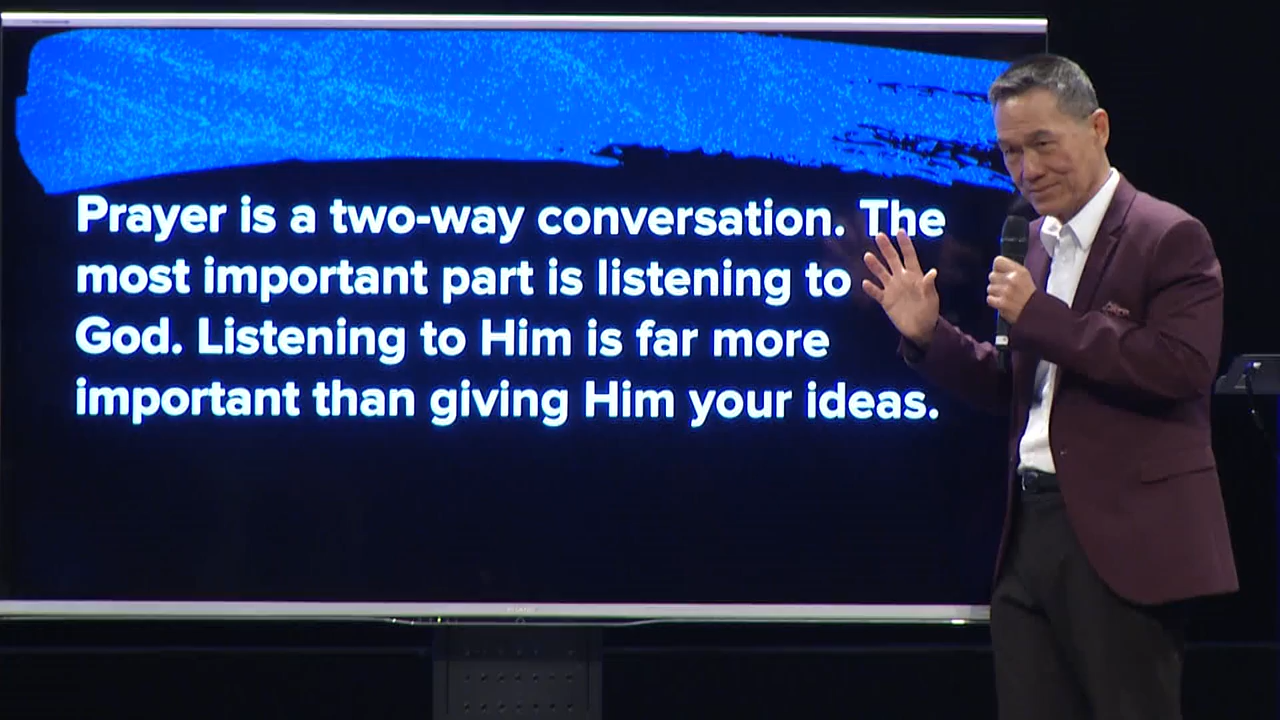 Prayer is a two-way conversation. The
most important part is listening to
God. Listening to Him is far more
important than giving Him your ideas.